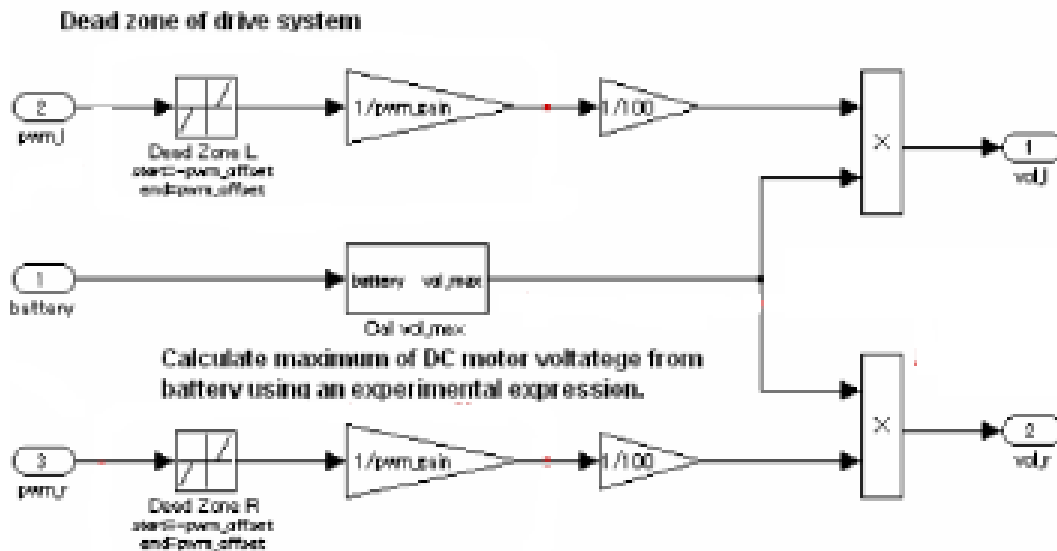 Dead zone of drive system
2
pwm_l
Dead Zone L
start=-pwm_offset
end=pwm_offset
1/pwm_gain
1/100
×
1
vol_l
1
battery
battery vol_max
Cal vol_max
Calculate maximum of DC motor voltatege from
battery using an experimental expression.
3
pwm_r
Dead Zone R
start=-pwm_offset
end=pwm_offset
1/pwm_gain
1/100
×
2
vol_r